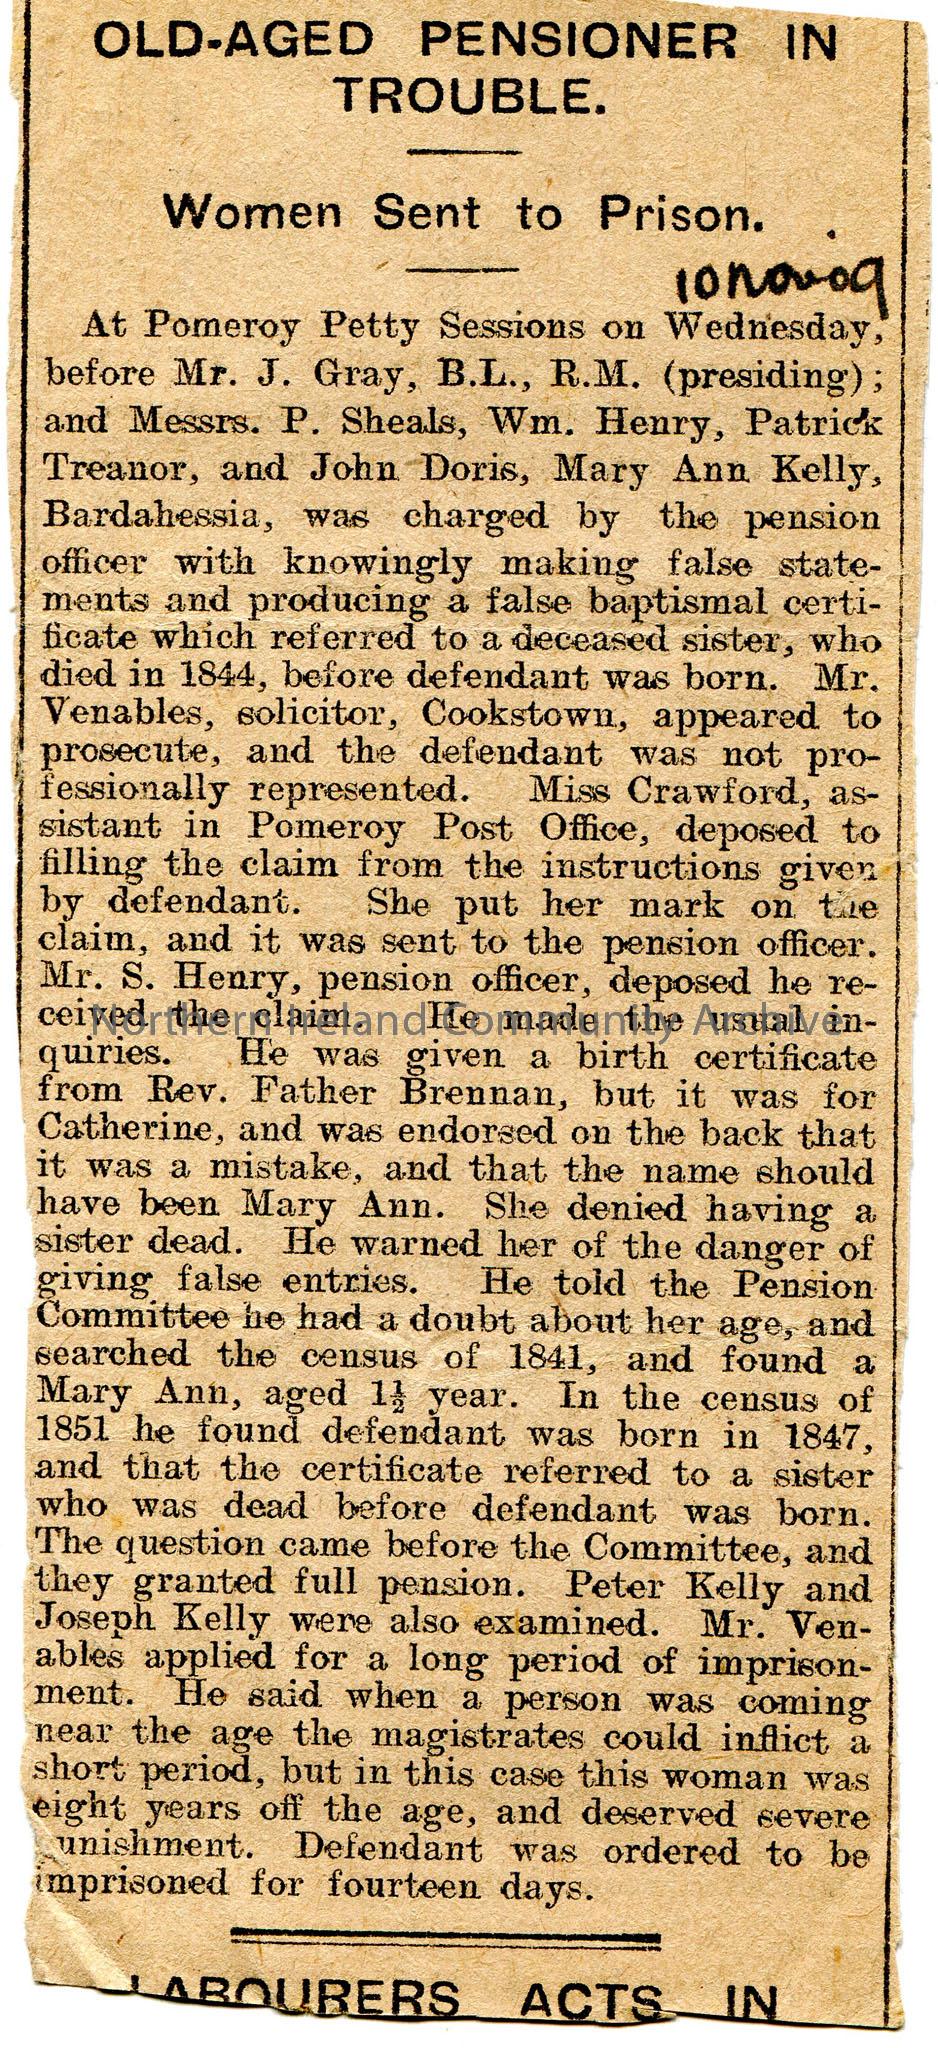 OLD-AGED PENSIONER IN
TROUBLE.
Women Sent to Prison.
10 Nov 09
At Pomeroy Petty Sessions on Wednesday,
before Mr. J. Gray, B.L., R.M. (presiding);
and Messrs. P. Sheals, Wm. Henry, Patrick
Treanor, and John Doris, Mary Ann Kelly,
Bardahessia, was charged by the pension
officer with knowingly making false state-
ments and producing a false baptismal certi-
ficate which referred to a deceased sister, who
died in 1844, before defendant was born. Mr.
Venables, solicitor, Cookstown, appeared to
prosecute, and the defendant was not pro-
fessionally represented. Miss Crawford, as-
sistant in Pomeroy Post Office, deposed to
filling the claim from the instructions given
by defendant. She put her mark on the
claim, and it was sent to the pension officer.
Mr. S. Henry, pension officer, deposed he re-
ceived the claim. He made the usual in-
Northern Ireland Community Archive
quiries. He was given a birth certificate
from Rev. Father Brennan, but it was for
Catherine, and was endorsed on the back that
it was a mistake, and that the name should
have been Mary Ann. She denied having a
sister dead. He warned her of the danger of
giving false entries. He told the Pension
Committee he had a doubt about her age, and
searched the census of 1841, and found a
Mary Ann, aged 1½ year. In the census of
1851 he found defendant was born in 1847,
and that the certificate referred to a sister
who was dead before defendant was born.
The question came before the Committee, and
they granted full pension. Peter Kelly and
Joseph Kelly were also examined. Mr. Ven-
ables applied for a long period of imprison-
ment. He said when a person was coming
near the age the magistrates could inflict a
short period, but in this case this woman was
eight years off the age, and deserved severe
unishment. Defendant was ordered to be
imprisoned for fourteen days.
LABOURERS ACTS IN